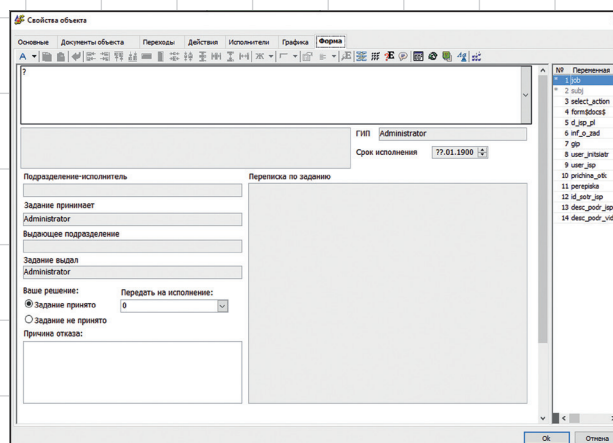 Свойства объекта
Основные Документы объекта Переходы Действия Исполнители Графика Форма
?
ГИП Administrator
Срок исполнения ??.01.1900
Подразделение-исполнитель
Переписка по заданию
Задание принимает
Administrator
Выдающее подразделение
Задание выдал
Administrator
Ваше решение:
Передать на исполнение:
Задание принято
0
Задание не принято
Причина отказа:
№ Переменная
* 1 job
* 2 subj
3 select_action
4 form$docs$
5 d_isp_pl
6 inf_o_zad
7 gip
8 user_initsiatr
9 user_isp
10 prichina_otk
11 perepiska
12 id_sotr_isp
13 desc_podr_isp
14 desc_podr_vid
Ok Отмена